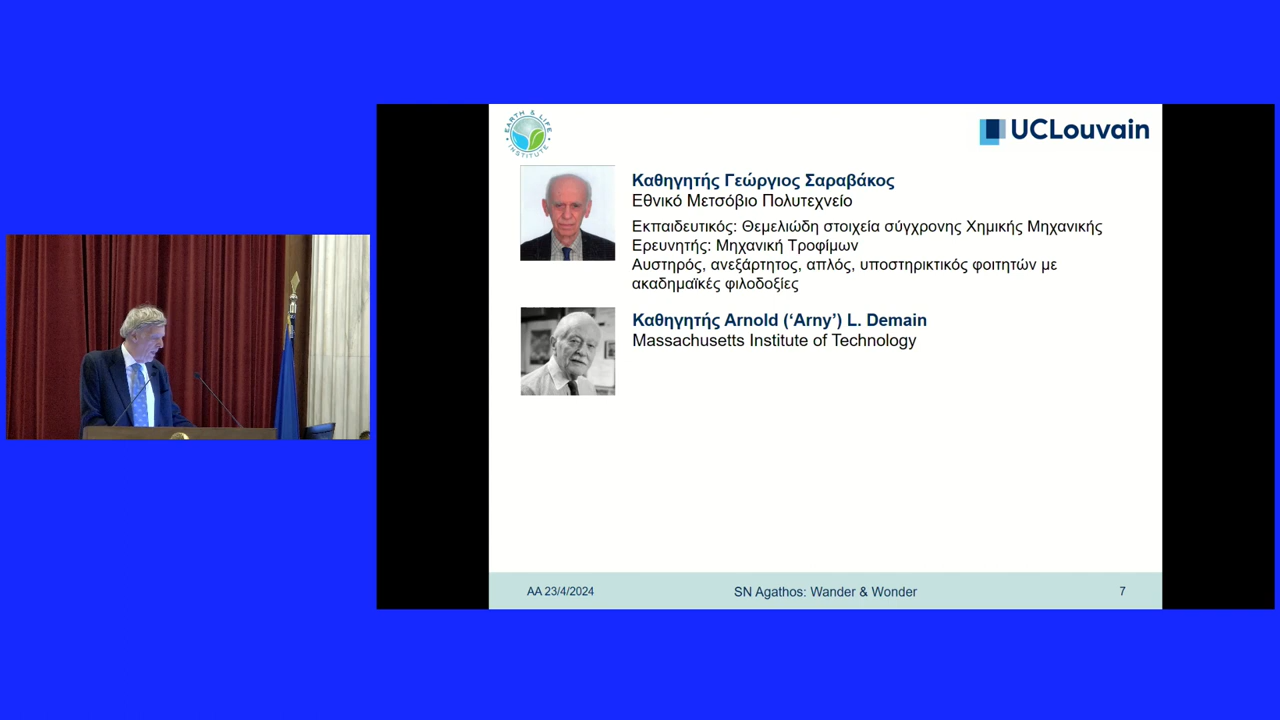 EARTH & LIFE
INSTITUTE
UCLouvain
Καθηγητής Γεώργιος Σαραβάκος
Εθνικό Μετσόβιο Πολυτεχνείο
Εκπαιδευτικός: Θεμελιώδη στοιχεία σύγχρονης Χημικής Μηχανικής
Ερευνητής: Μηχανική Τροφίμων
Αυστηρός, ανεξάρτητος, απλός, υποστηρικτικός φοιτητών με
ακαδημαϊκές φιλοδοξίες
Καθηγητής Arnold (‘Arny’) L. Demain
Massachusetts Institute of Technology
AA 23/4/2024
SN Agathos: Wander & Wonder
7